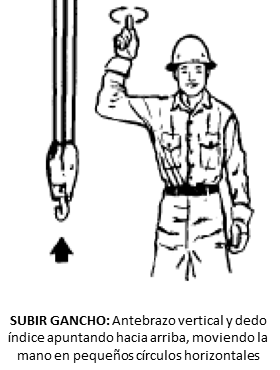 SUBIR GANCHO: Antebrazo vertical y dedo
índice apuntando hacia arriba, moviendo la
mano en pequeños círculos horizontales